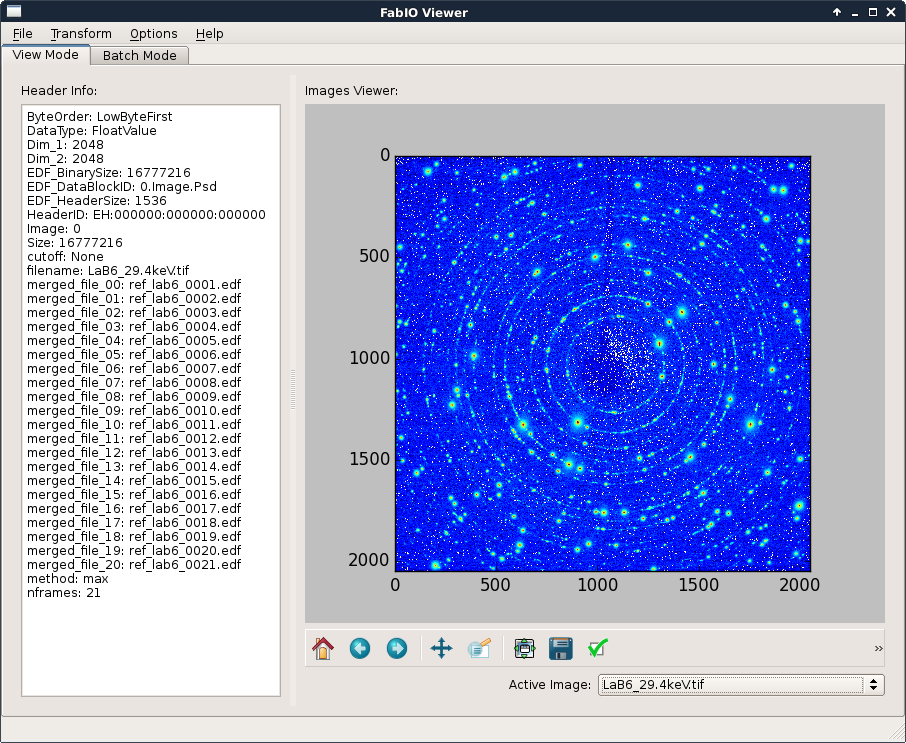 FabIO Viewer
File Transform Options Help
View Mode Batch Mode
Header Info:
ByteOrder: LowByteFirst
DataType: FloatValue
Dim_1: 2048
Dim_2: 2048
EDF_BinarySize: 16777216
EDF_DataBlockID: 0.Image.Psd
EDF_HeaderSize: 1536
HeaderID: EH:000000:000000:000000
Image: 0
Size: 16777216
cutoff: None
filename: LaB6_29.4keV.tif
merged_file_00: ref_lab6_0001.edf
merged_file_01: ref_lab6_0002.edf
merged_file_02: ref_lab6_0003.edf
merged_file_03: ref_lab6_0004.edf
merged_file_04: ref_lab6_0005.edf
merged_file_05: ref_lab6_0006.edf
merged_file_06: ref_lab6_0007.edf
merged_file_07: ref_lab6_0008.edf
merged_file_08: ref_lab6_0009.edf
merged_file_09: ref_lab6_0010.edf
merged_file_10: ref_lab6_0011.edf
merged_file_11: ref_lab6_0012.edf
merged_file_12: ref_lab6_0013.edf
merged_file_13: ref_lab6_0014.edf
merged_file_14: ref_lab6_0015.edf
merged_file_15: ref_lab6_0016.edf
merged_file_16: ref_lab6_0017.edf
merged_file_17: ref_lab6_0018.edf
merged_file_18: ref_lab6_0019.edf
merged_file_19: ref_lab6_0020.edf
merged_file_20: ref_lab6_0021.edf
method: max
nframes: 21
Images Viewer:
0
500
1000
1500
2000
0 500 1000 1500 2000
»
Active Image: LaB6_29.4keV.tif